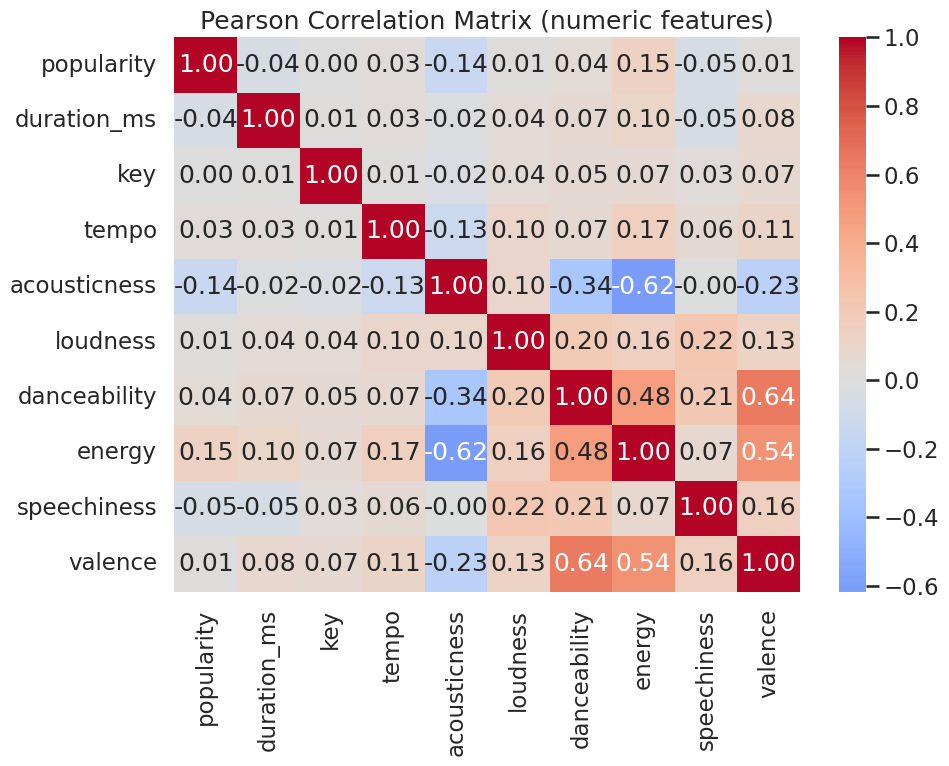 Pearson Correlation Matrix (numeric features)
popularity 1.00 -0.04 0.00 0.03 -0.14 0.01 0.04 0.15 -0.05 0.01
duration_ms -0.04 1.00 0.01 0.03 -0.02 0.04 0.07 0.10 -0.05 0.08
key 0.00 0.01 1.00 0.01 -0.02 0.04 0.05 0.07 0.03 0.07
tempo 0.03 0.03 0.01 1.00 -0.13 0.10 0.07 0.17 0.06 0.11
acousticness -0.14 -0.02 -0.02 -0.13 1.00 0.10 -0.34 -0.62 -0.00 -0.23
loudness 0.01 0.04 0.04 0.10 0.10 1.00 0.20 0.16 0.22 0.13
danceability 0.04 0.07 0.05 0.07 -0.34 0.20 1.00 0.48 0.21 0.64
energy 0.15 0.10 0.07 0.17 -0.62 0.16 0.48 1.00 0.07 0.54
speechiness -0.05 -0.05 0.03 0.06 -0.00 0.22 0.21 0.07 1.00 0.16
valence 0.01 0.08 0.07 0.11 -0.23 0.13 0.64 0.54 0.16 1.00
popularity
duration_ms
key
tempo
acousticness
loudness
danceability
energy
speechiness
valence
1.0
0.8
0.6
0.4
0.2
0.0
−0.2
−0.4
−0.6